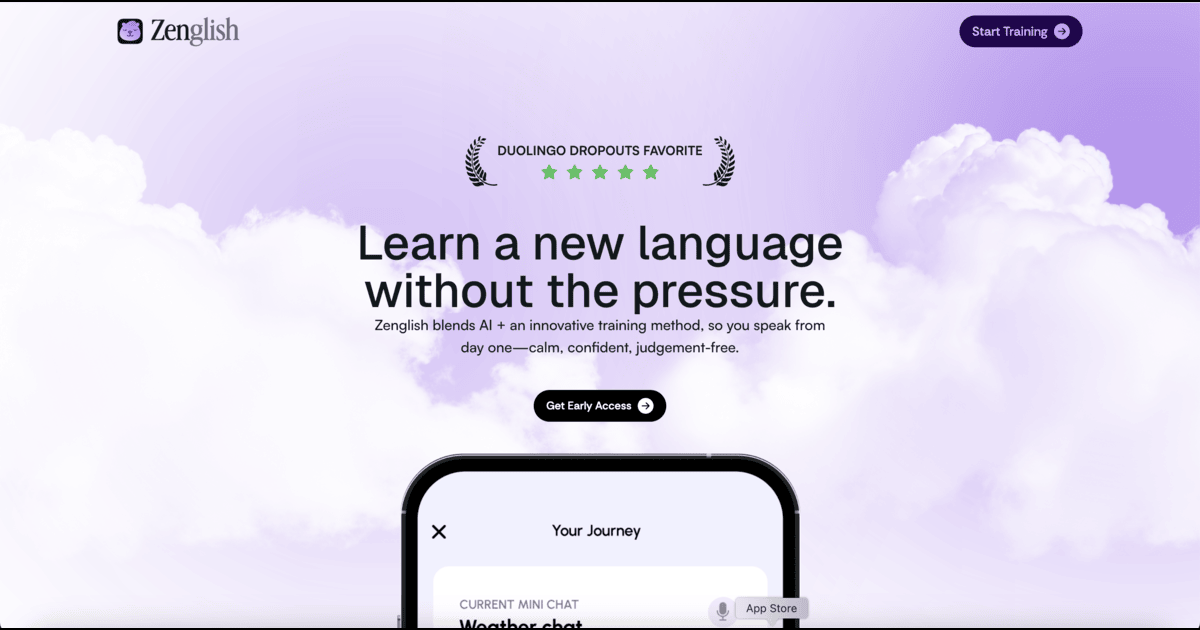 Zenglish
Start Training
DUOLINGO DROPOUTS FAVORITE
Learn a new language
without the pressure.
Zenglish blends AI + an innovative training method, so you speak from
day one—calm, confident, judgement-free.
Get Early Access
Your Journey
CURRENT MINI CHAT
App Store
Weather chat